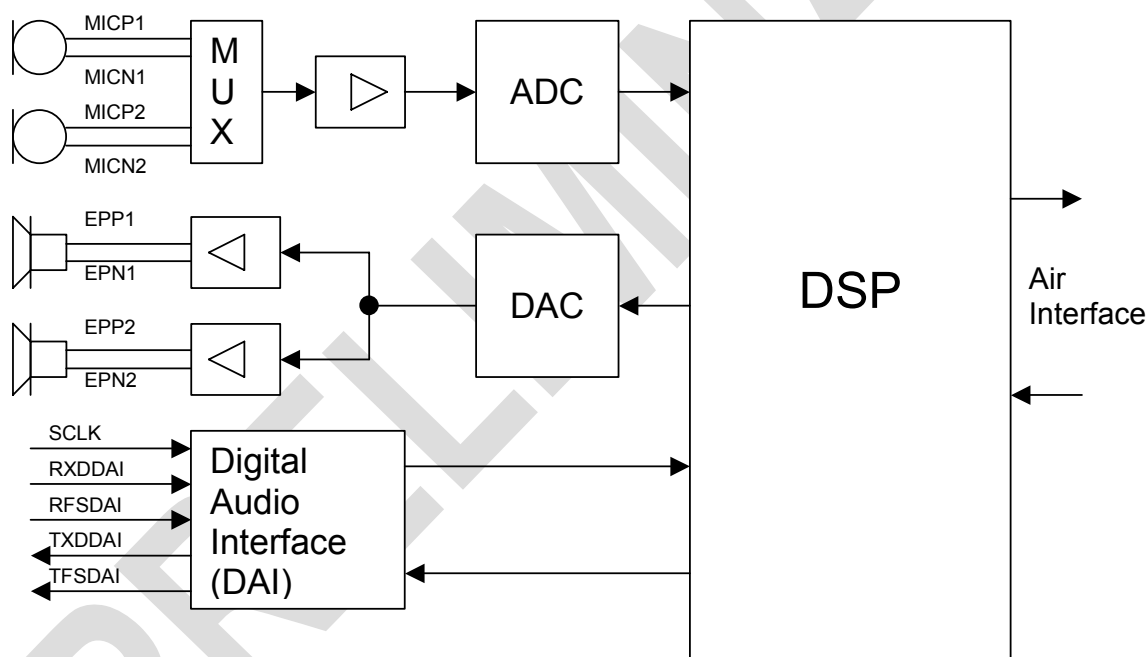 MICP1
MICN1
MICP2
MICN2
M
U
X
ADC
EPP1
EPN1
EPP2
EPN2
DAC
DSP
Air
Interface
SCLK
RXDDAI
RFSDAI
TXDDAI
TFSDAI
Digital
Audio
Interface
(DAI)